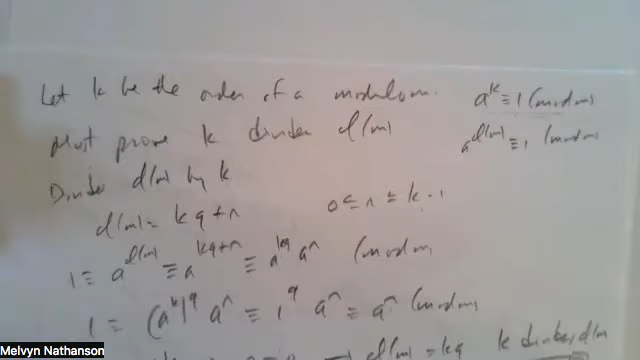 Let k be the order of a modulo m. a^k ≡ 1 (mod m)
Must prove k divides φ(m) a^φ(m) ≡ 1 (mod m)
Divide φ(m) by k
φ(m) = kq + r 0 ≤ r ≤ k-1
1 ≡ a^φ(m) ≡ a^kq+r ≡ a^kq a^r (mod m)
1 ≡ (a^k)^q a^r ≡ 1^q a^r ≡ a^r (mod m)
φ(m) = kq k divides φ(m)
Melvyn Nathanson